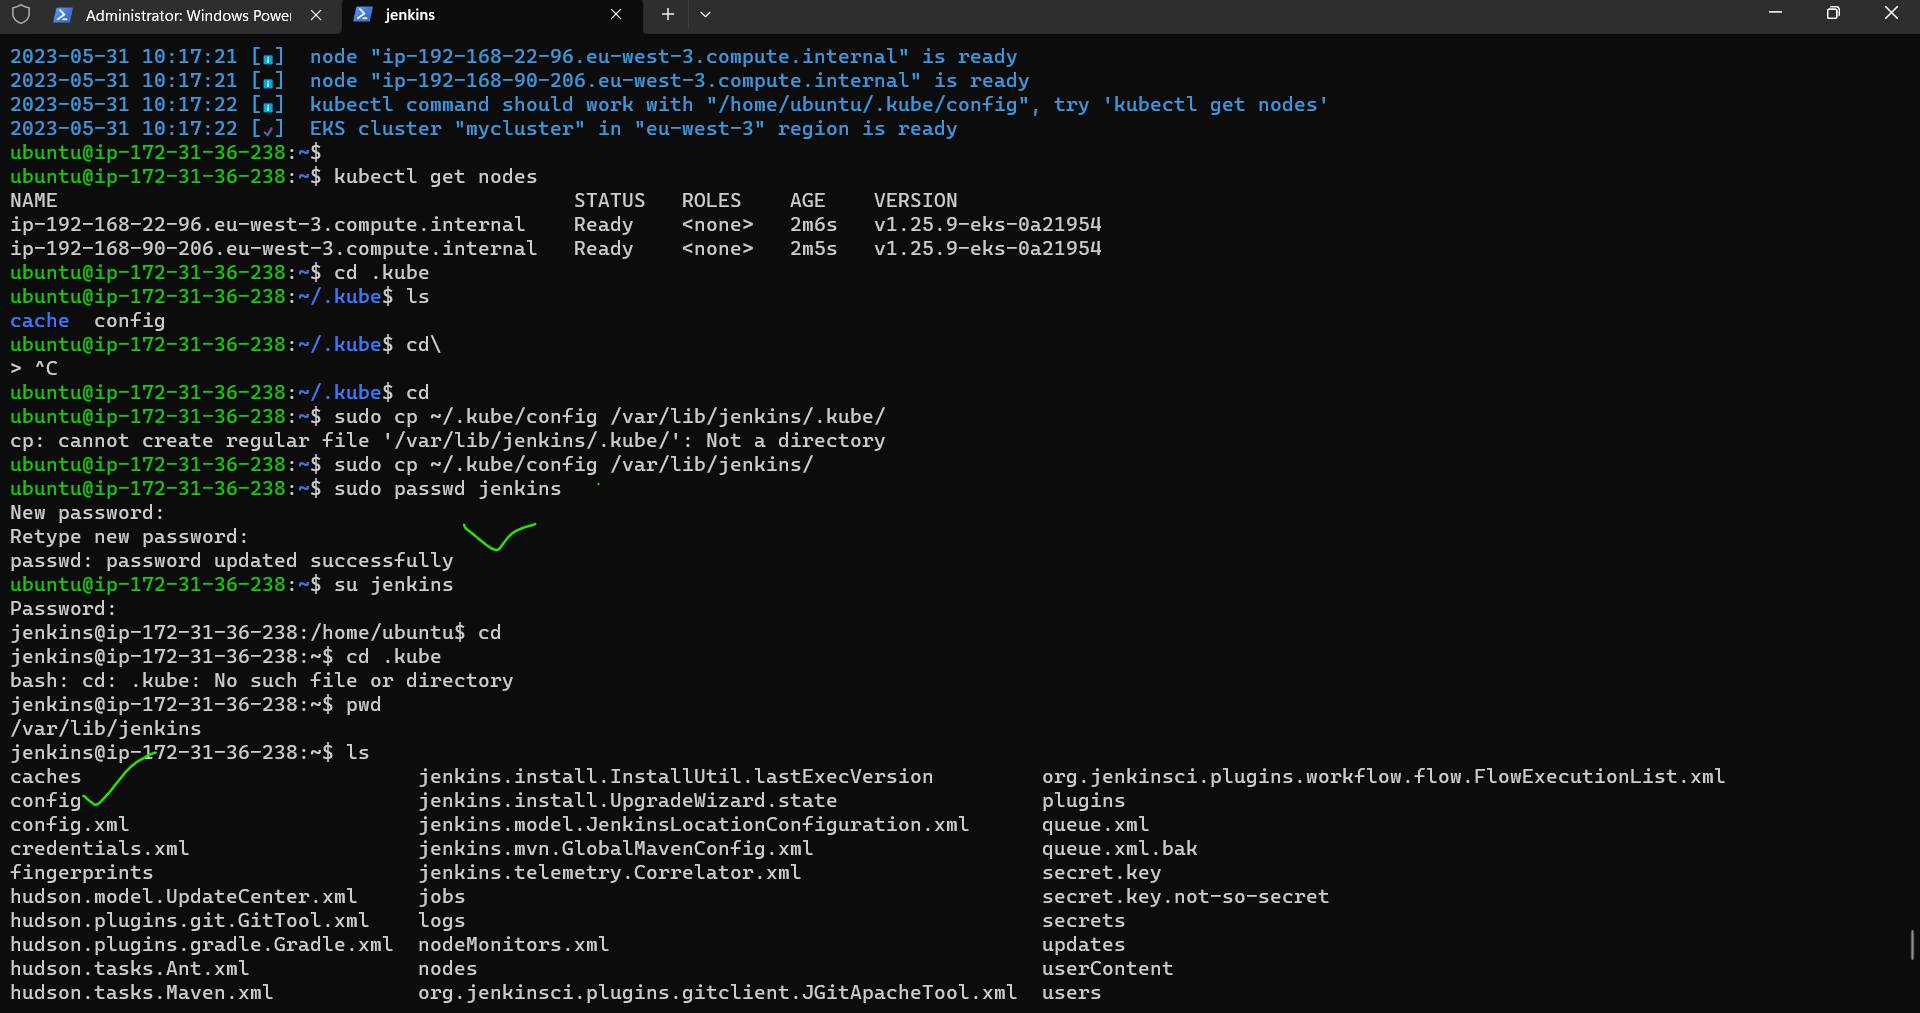 Administrator: Windows Power
jenkins
2023-05-31 10:17:21 [ℹ]  node "ip-192-168-22-96.eu-west-3.compute.internal" is ready
2023-05-31 10:17:21 [ℹ]  node "ip-192-168-90-206.eu-west-3.compute.internal" is ready
2023-05-31 10:17:22 [ℹ]  kubectl command should work with "/home/ubuntu/.kube/config", try 'kubectl get nodes'
2023-05-31 10:17:22 [✓]  EKS cluster "mycluster" in "eu-west-3" region is ready
ubuntu@ip-172-31-36-238:~$
ubuntu@ip-172-31-36-238:~$ kubectl get nodes
NAME STATUS ROLES AGE VERSION
ip-192-168-22-96.eu-west-3.compute.internal Ready <none> 2m6s v1.25.9-eks-0a21954
ip-192-168-90-206.eu-west-3.compute.internal Ready <none> 2m5s v1.25.9-eks-0a21954
ubuntu@ip-172-31-36-238:~$ cd .kube
ubuntu@ip-172-31-36-238:~/.kube$ ls
cache  config
ubuntu@ip-172-31-36-238:~/.kube$ cd\
> ^C
ubuntu@ip-172-31-36-238:~/.kube$ cd
ubuntu@ip-172-31-36-238:~$ sudo cp ~/.kube/config /var/lib/jenkins/.kube/
cp: cannot create regular file '/var/lib/jenkins/.kube/': Not a directory
ubuntu@ip-172-31-36-238:~$ sudo cp ~/.kube/config /var/lib/jenkins/
ubuntu@ip-172-31-36-238:~$ sudo passwd jenkins
New password:
Retype new password:
passwd: password updated successfully
ubuntu@ip-172-31-36-238:~$ su jenkins
Password:
jenkins@ip-172-31-36-238:/home/ubuntu$ cd
jenkins@ip-172-31-36-238:~$ cd .kube
bash: cd: .kube: No such file or directory
jenkins@ip-172-31-36-238:~$ pwd
/var/lib/jenkins
jenkins@ip-172-31-36-238:~$ ls
caches jenkins.install.InstallUtil.lastExecVersion org.jenkinsci.plugins.workflow.flow.FlowExecutionList.xml
config jenkins.install.UpgradeWizard.state plugins
config.xml jenkins.model.JenkinsLocationConfiguration.xml queue.xml
credentials.xml jenkins.mvn.GlobalMavenConfig.xml queue.xml.bak
fingerprints jenkins.telemetry.Correlator.xml secret.key
hudson.model.UpdateCenter.xml jobs secret.key.not-so-secret
hudson.plugins.git.GitTool.xml logs secrets
hudson.plugins.gradle.Gradle.xml nodeMonitors.xml updates
hudson.tasks.Ant.xml nodes userContent
hudson.tasks.Maven.xml org.jenkinsci.plugins.gitclient.JGitApacheTool.xml users